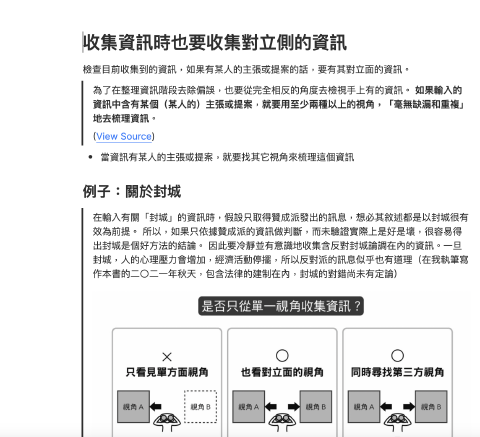 收集資訊時也要收集對立側的資訊
檢查目前收集到的資訊，如果有某人的主張或提案的話，要有其對立面的資訊。
為了在整理資訊階段去除偏誤，也要從完全相反的角度去檢視手上有的資訊。 如果輸入的
資訊中含有某個（某人的）主張或提案，就要用至少兩種以上的視角，「毫無缺漏和重複」
地去梳理資訊。
(View Source)
• 當資訊有某人的主張或提案，就要找其它視角來梳理這個資訊
例子：關於封城
在輸入有關「封城」的資訊時，假設只取得贊成派發出的訊息，想必其敘述都是以封城很有
效為前提。 所以，如果只依據贊成派的資訊做判斷，而未驗證實際上是好是壞，很容易得
出封城是個好方法的結論。 因此要冷靜並有意識地收集含反對封城論調在內的資訊。一旦
封城，人的心理壓力會增加，經濟活動停擺，所以反對派的訊息似乎也有道理（在我執筆寫
作本書的二〇二一年秋天，包含法律的建制在內，封城的對錯尚未有定論）
是否只從單一視角收集資訊？
只看見單方面視角
也看對立面的視角
同時尋找第三方視角
視角 A
視角 B
視角 A
視角 B
視角 A
視角 B